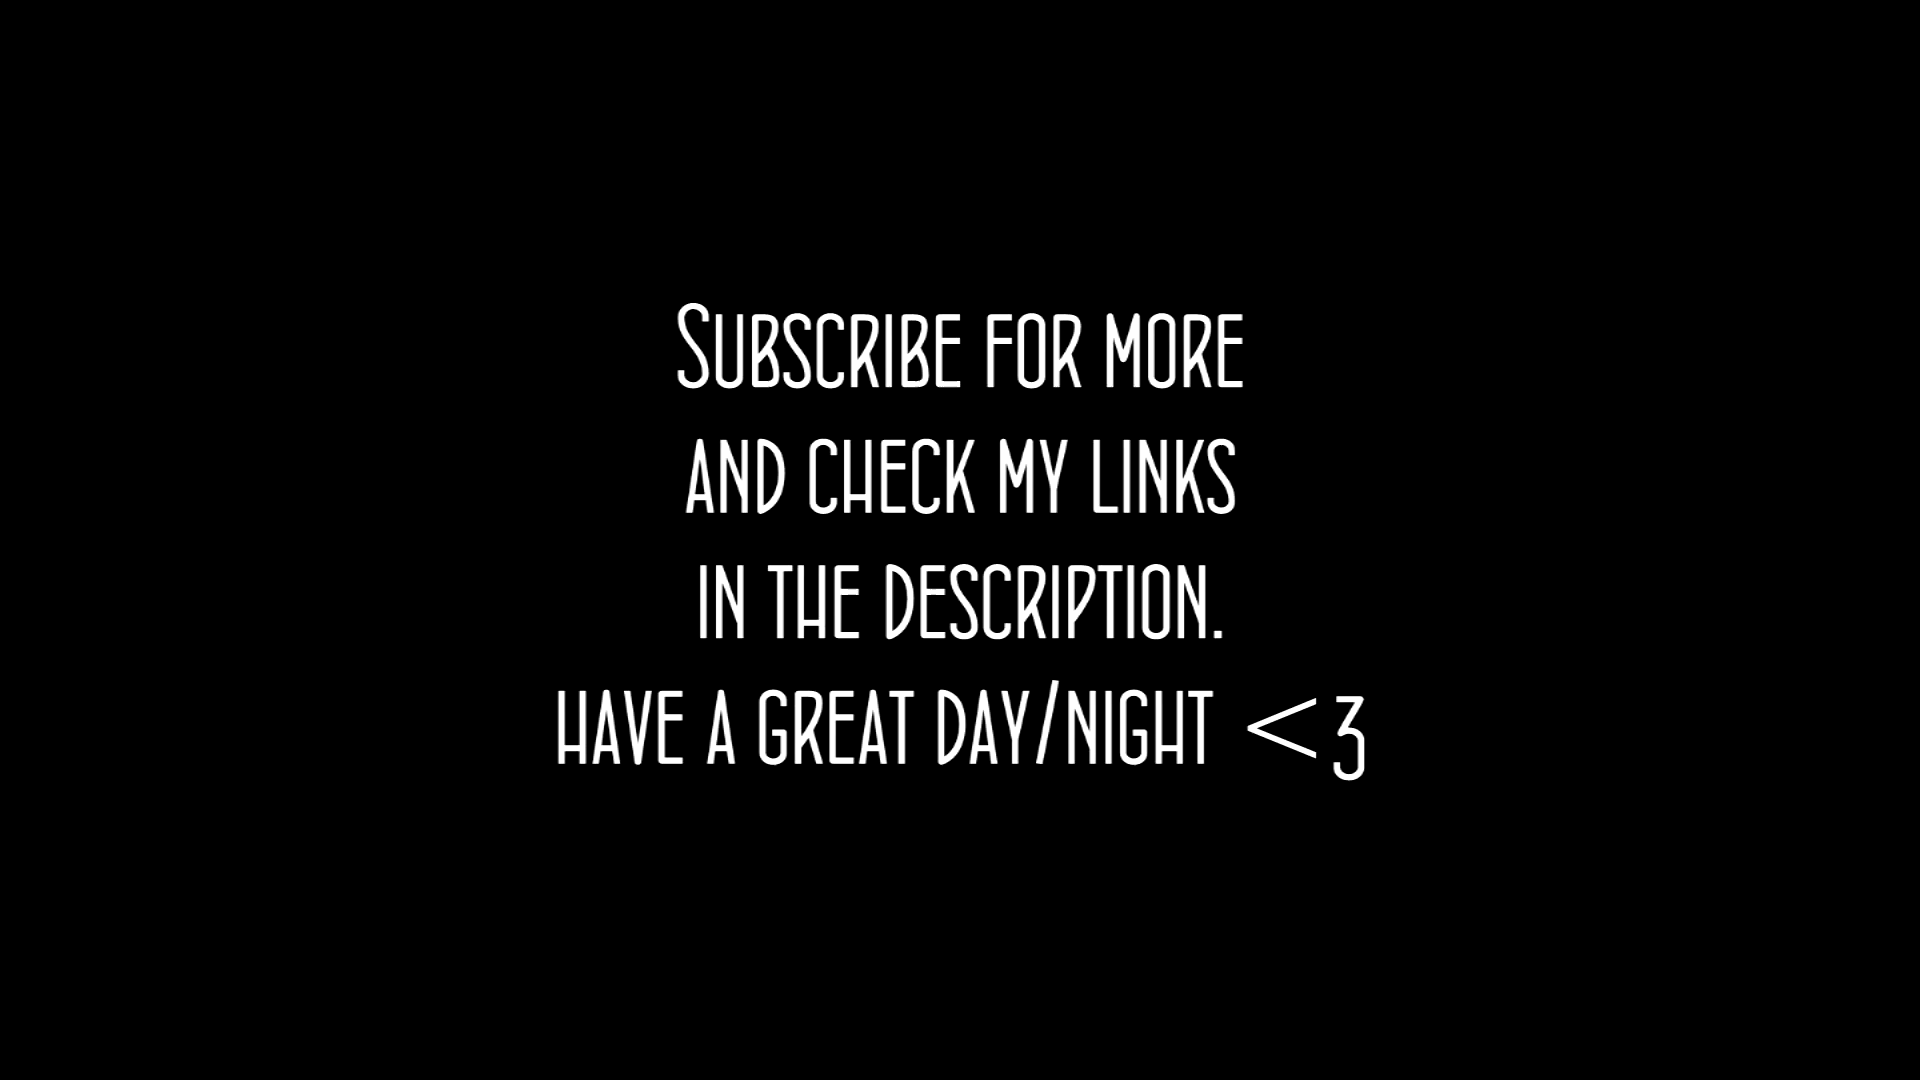 Subscribe for more
and check my links
in the description.
have a great day/night <3